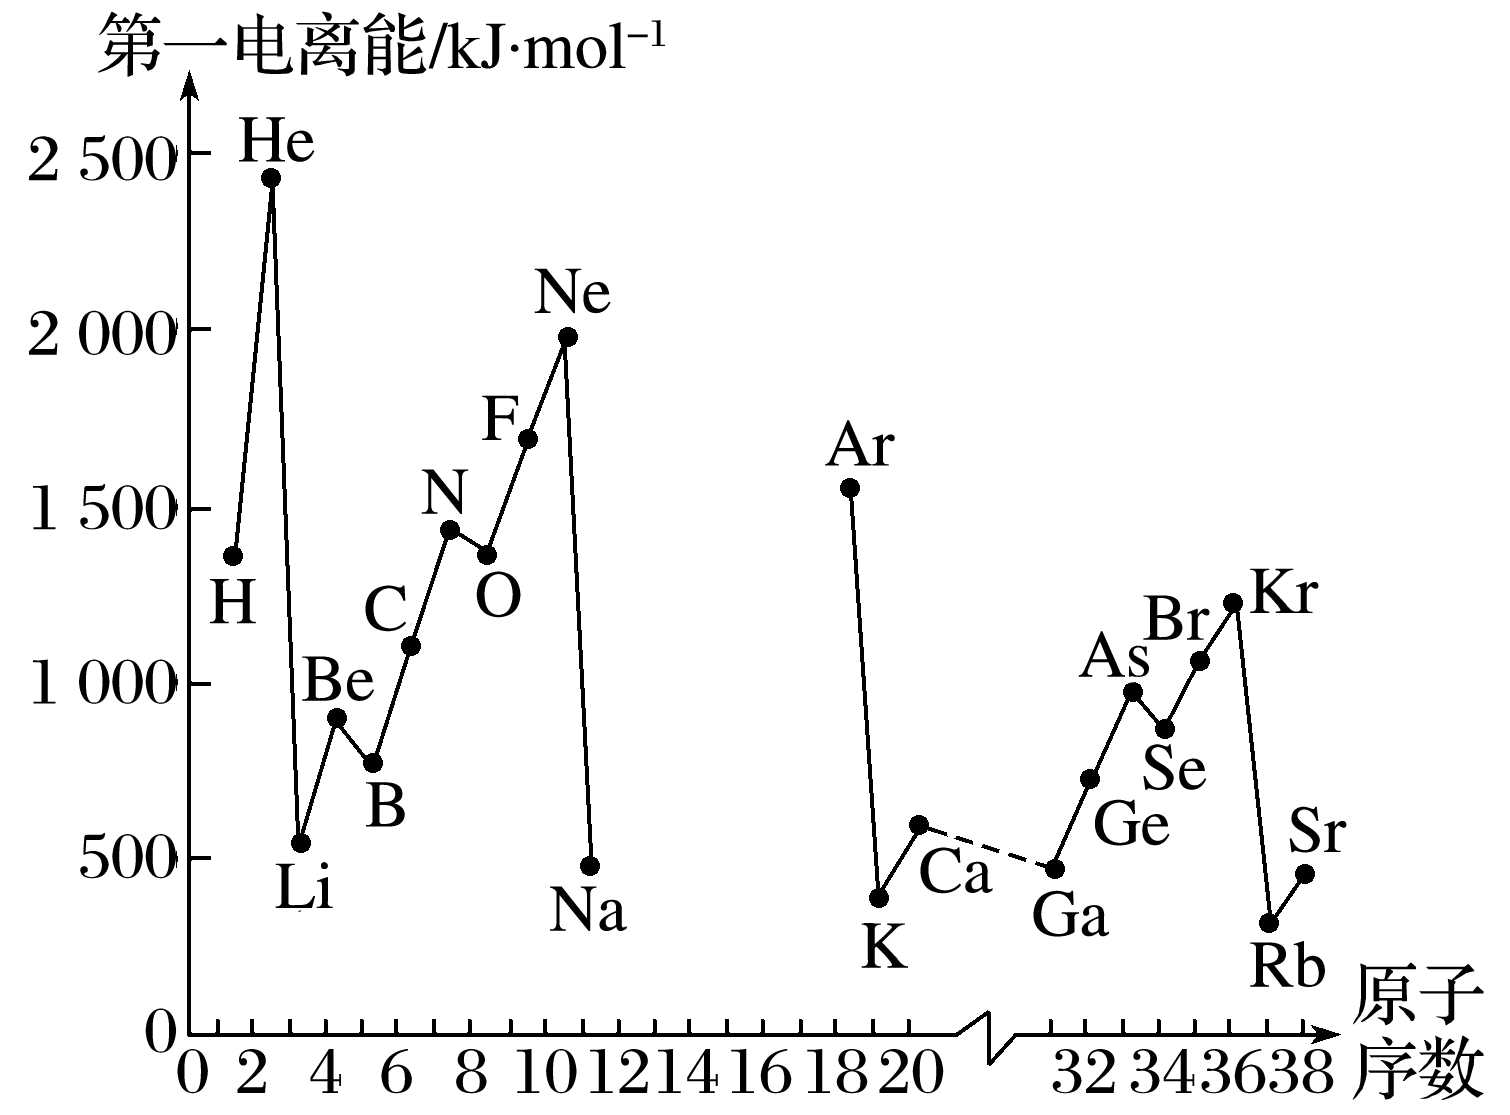 第一电离能/kJ·mol⁻¹
2 500
He
Ne
2 000
F
Ar
N
1 500
H
O
C
Kr
Br
As
Be
1 000
Se
B
Ge
Sr
500
Li
Ca
Na
Ga
K
Rb
0
原子
序数
0 2 4 6 8 10 12 14 16 18 20 32 34 36 38